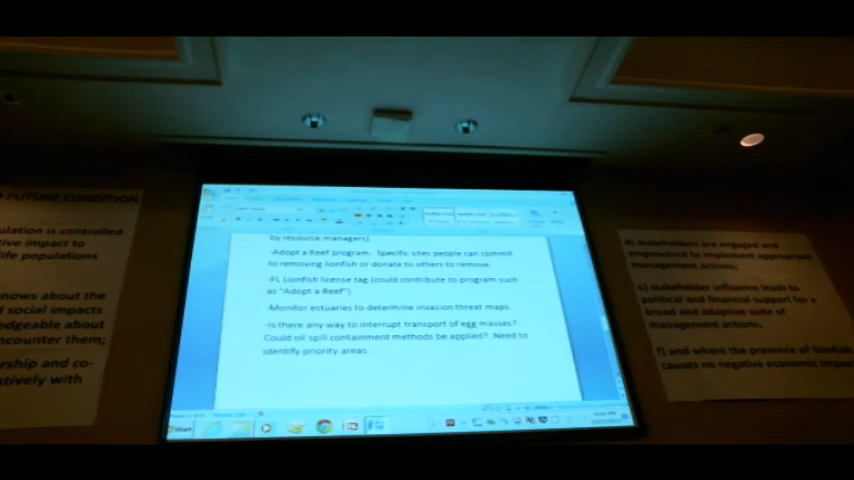 FUTURE CONDITION
ulation is controlled
tive impact to
life populations
nows about the
d social impacts
edgeable about
ncounter them;
rship and co-
atively with
by resource managers)
-Adopt a Reef program. Specific sites people can commit
to removing lionfish or donate to others to remove
-FL Lionfish license tag (could contribute to program such
as "Adopt a Reef")
-Monitor estuaries to determine invasion threat maps
-Is there any way to interrupt transport of egg masses?
Could oil spill containment methods be applied? Need to
identify priority areas.
Start
stakeholders are engaged and
empowered to implement appropriate
management actions;
e) stakeholder influence leads to
political and financial support for a
broad and adaptive suite of
management actions,
f) and where the presence of lionfish
causes no negative economic impac